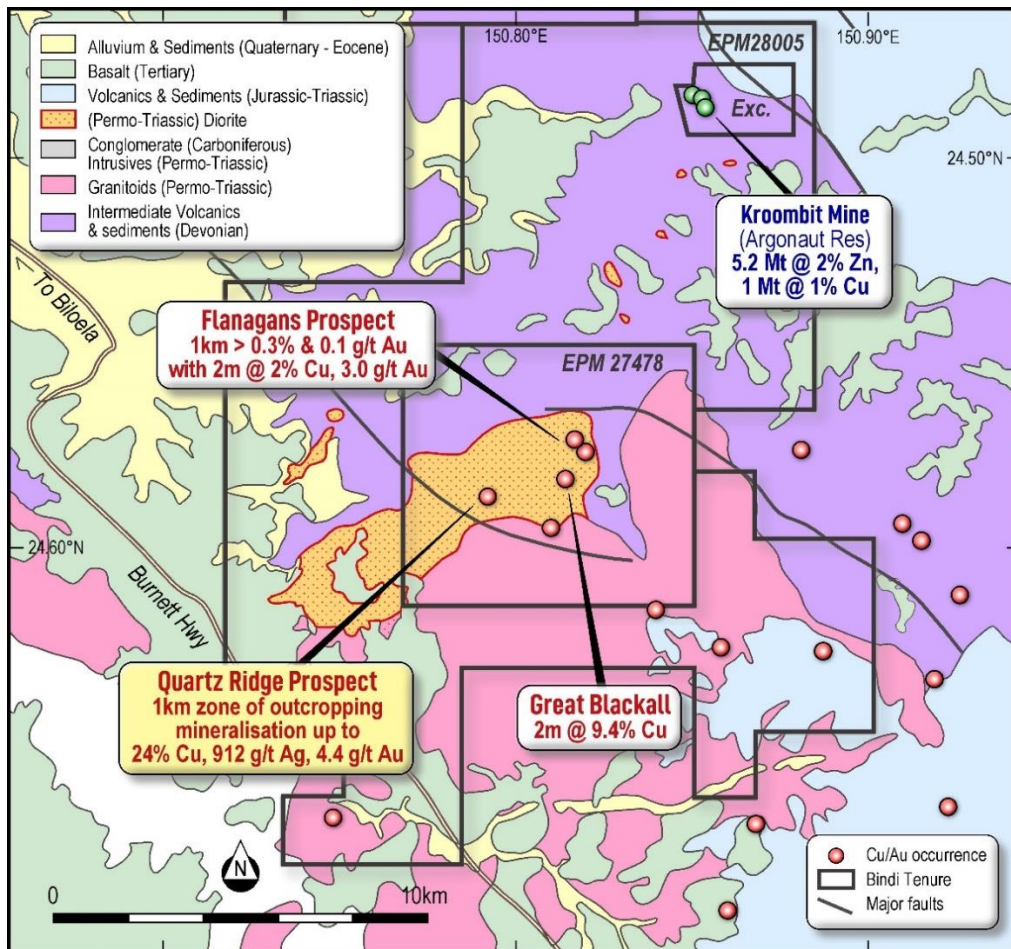 150.80°E
150.90°E
EPM28005
Alluvium & Sediments (Quaternary - Eocene)
Basalt (Tertiary)
Volcanics & Sediments (Jurassic-Triassic)
(Permo-Triassic) Diorite
Conglomerate (Carboniferous)
Intrusives (Permo-Triassic)
Granitoids (Permo-Triassic)
Intermediate Volcanics
& sediments (Devonian)
Exc.
24.50°N
Kroombit Mine
(Argonaut Res)
5.2 Mt @ 2% Zn,
1 Mt @ 1% Cu
To Biloela
Flanagans Prospect
1km > 0.3% & 0.1 g/t Au
with 2m @ 2% Cu, 3.0 g/t Au
EPM 27478
24.60°N
Burnett Hwy
Quartz Ridge Prospect
1km zone of outcropping
mineralisation up to
24% Cu, 912 g/t Ag, 4.4 g/t Au
Great Blackall
2m @ 9.4% Cu
N
0
10km
Cu/Au occurrence
Bindi Tenure
Major faults